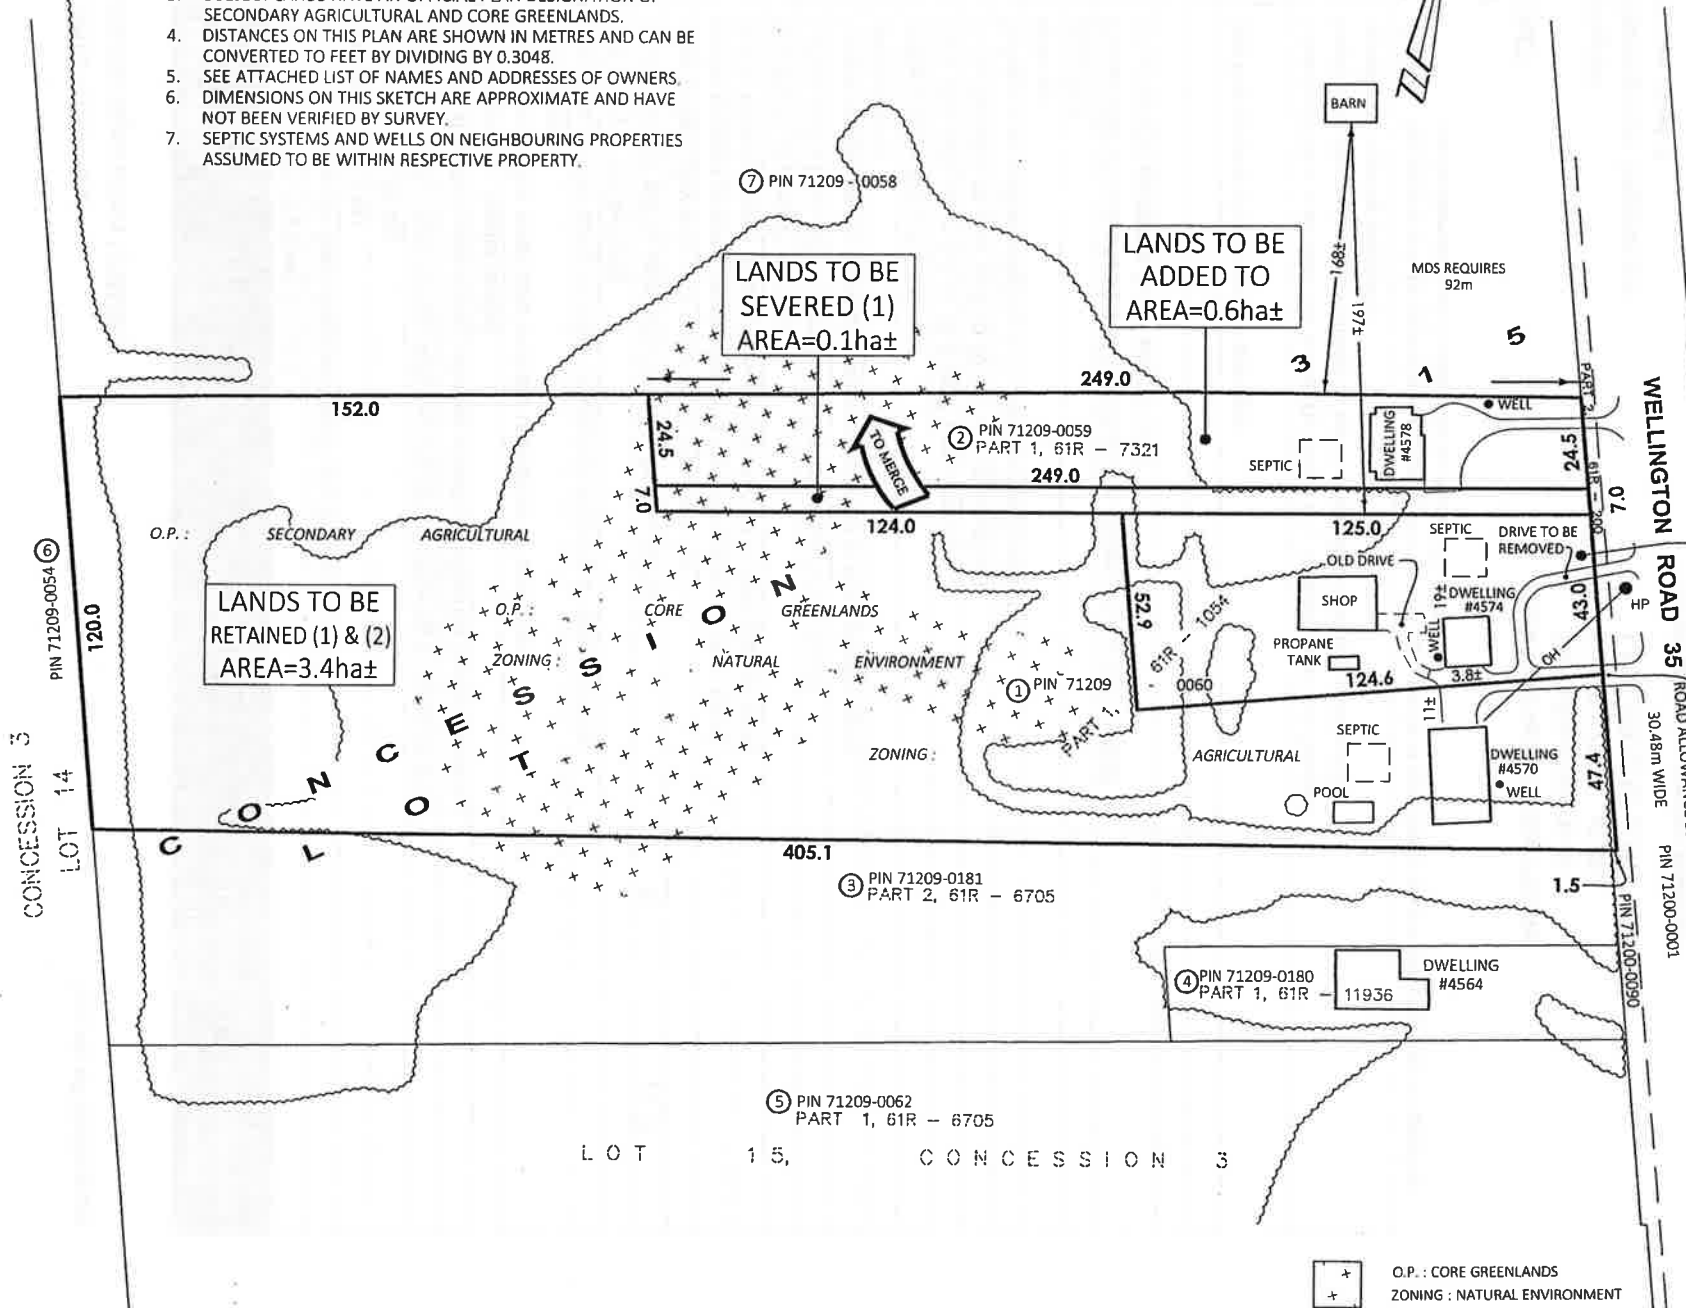 SECONDARY AGRICULTURAL AND CORE GREENLANDS.
4. DISTANCES ON THIS PLAN ARE SHOWN IN METRES AND CAN BE
CONVERTED TO FEET BY DIVIDING BY 0.3048.
5. SEE ATTACHED LIST OF NAMES AND ADDRESSES OF OWNERS.
6. DIMENSIONS ON THIS SKETCH ARE APPROXIMATE AND HAVE
NOT BEEN VERIFIED BY SURVEY.
7. SEPTIC SYSTEMS AND WELLS ON NEIGHBOURING PROPERTIES
ASSUMED TO BE WITHIN RESPECTIVE PROPERTY.
BARN
7 PIN 71209-0058
LANDS TO BE
SEVERED (1)
AREA=0.1ha±
LANDS TO BE
ADDED TO
AREA=0.6ha±
168±
197±
MDS REQUIRES
92m
LOT 15
CONCESSION 3
152.0
249.0
WELL
PART 2,
61R - 200
24.5
2 PIN 71209-0059
PART 1, 61R - 7321
TO MERGE
SEPTIC
DWELLING
#4578
24.5
249.0
7.0
7.0
124.0
125.0
WELLINGTON ROAD 35
O.P. : SECONDARY AGRICULTURAL
SEPTIC
DRIVE TO BE
REMOVED
OLD DRIVE
SHOP
19±
DWELLING
#4574
WELL
43.0
HP
OH
PIN 71209-0054 6
120.0
LANDS TO BE
RETAINED (1) & (2)
AREA=3.4ha±
O.P. : CORE GREENLANDS
52.9
61R - 1054
ZONING : NATURAL ENVIRONMENT
PROPANE
TANK
124.6
3.8±
11±
1 PIN 71209
0060
PART 1,
ZONING : AGRICULTURAL
SEPTIC
DWELLING
#4570
WELL
POOL
47.4
ROAD ALLOWANCE
30.48m WIDE
PIN 71200-0001
CONCESSION 3
LOT 14
405.1
3 PIN 71209-0181
PART 2, 61R - 6705
1.5
PIN 71200-0090
4 PIN 71209-0180
PART 1, 61R - 11936
DWELLING
#4564
5 PIN 71209-0062
PART 1, 61R - 6705
LOT 15, CONCESSION 3
+ O.P. : CORE GREENLANDS
+ ZONING : NATURAL ENVIRONMENT